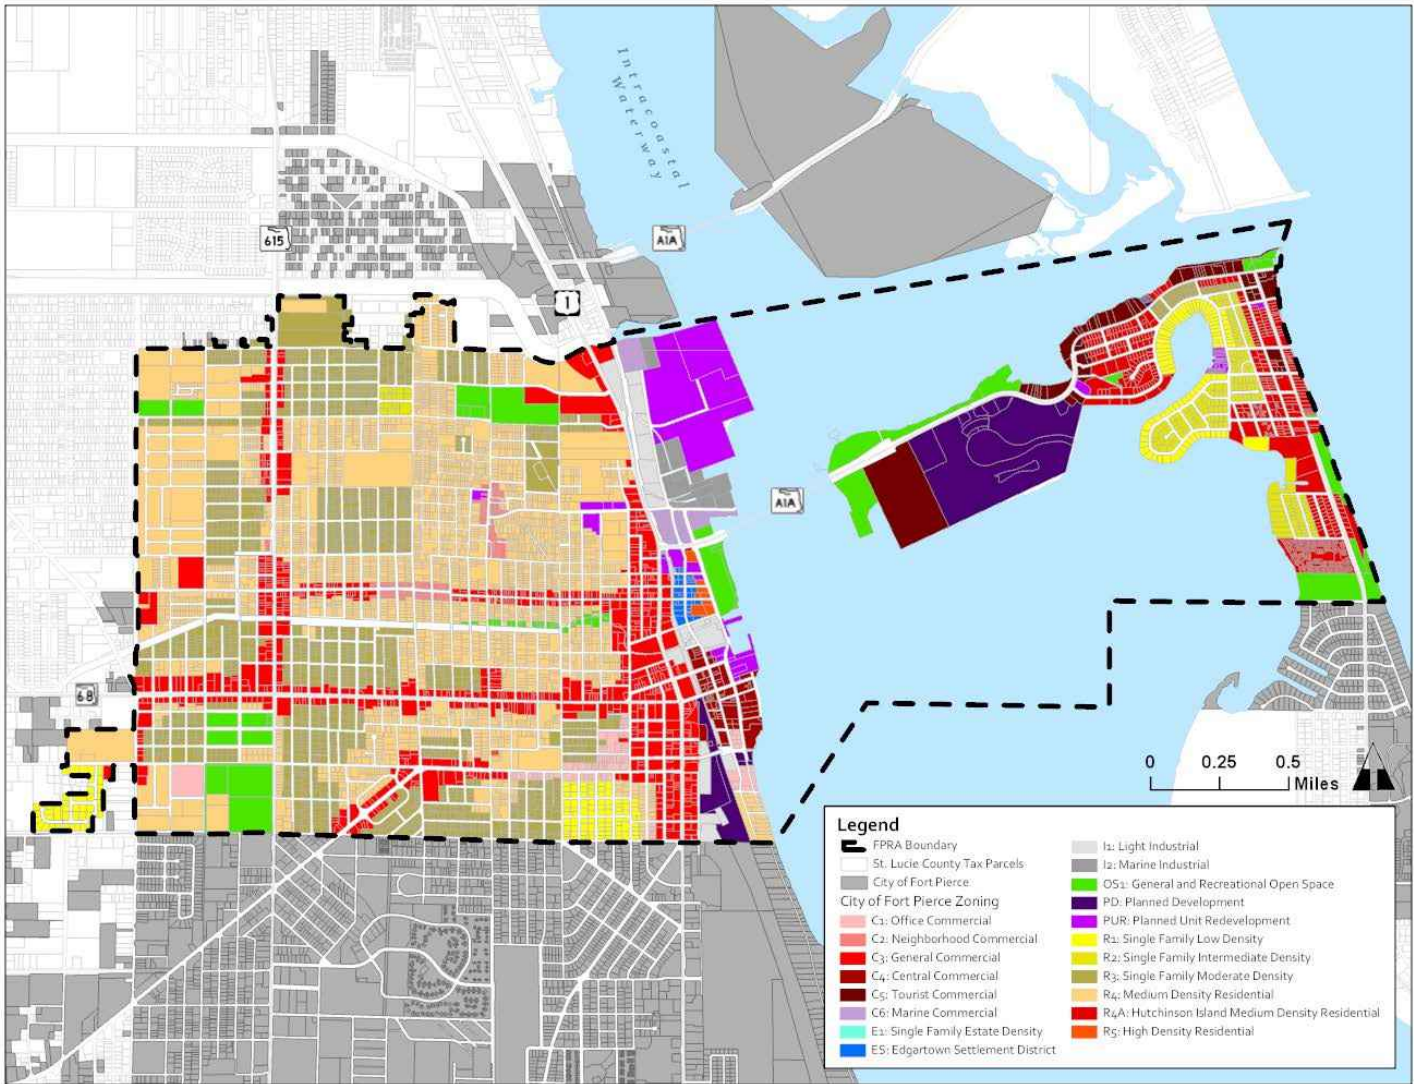 Intracoastal
Waterway
615
A1A
1
A1A
68
0 0.25 0.5
Miles
Legend
FPRA Boundary
St. Lucie County Tax Parcels
City of Fort Pierce
City of Fort Pierce Zoning
C1: Office Commercial
C2: Neighborhood Commercial
C3: General Commercial
C4: Central Commercial
C5: Tourist Commercial
C6: Marine Commercial
E1: Single Family Estate Density
ES: Edgartown Settlement District
I1: Light Industrial
I2: Marine Industrial
OS1: General and Recreational Open Space
PD: Planned Development
PUR: Planned Unit Redevelopment
R1: Single Family Low Density
R2: Single Family Intermediate Density
R3: Single Family Moderate Density
R4: Medium Density Residential
R4A: Hutchinson Island Medium Density Residential
R5: High Density Residential